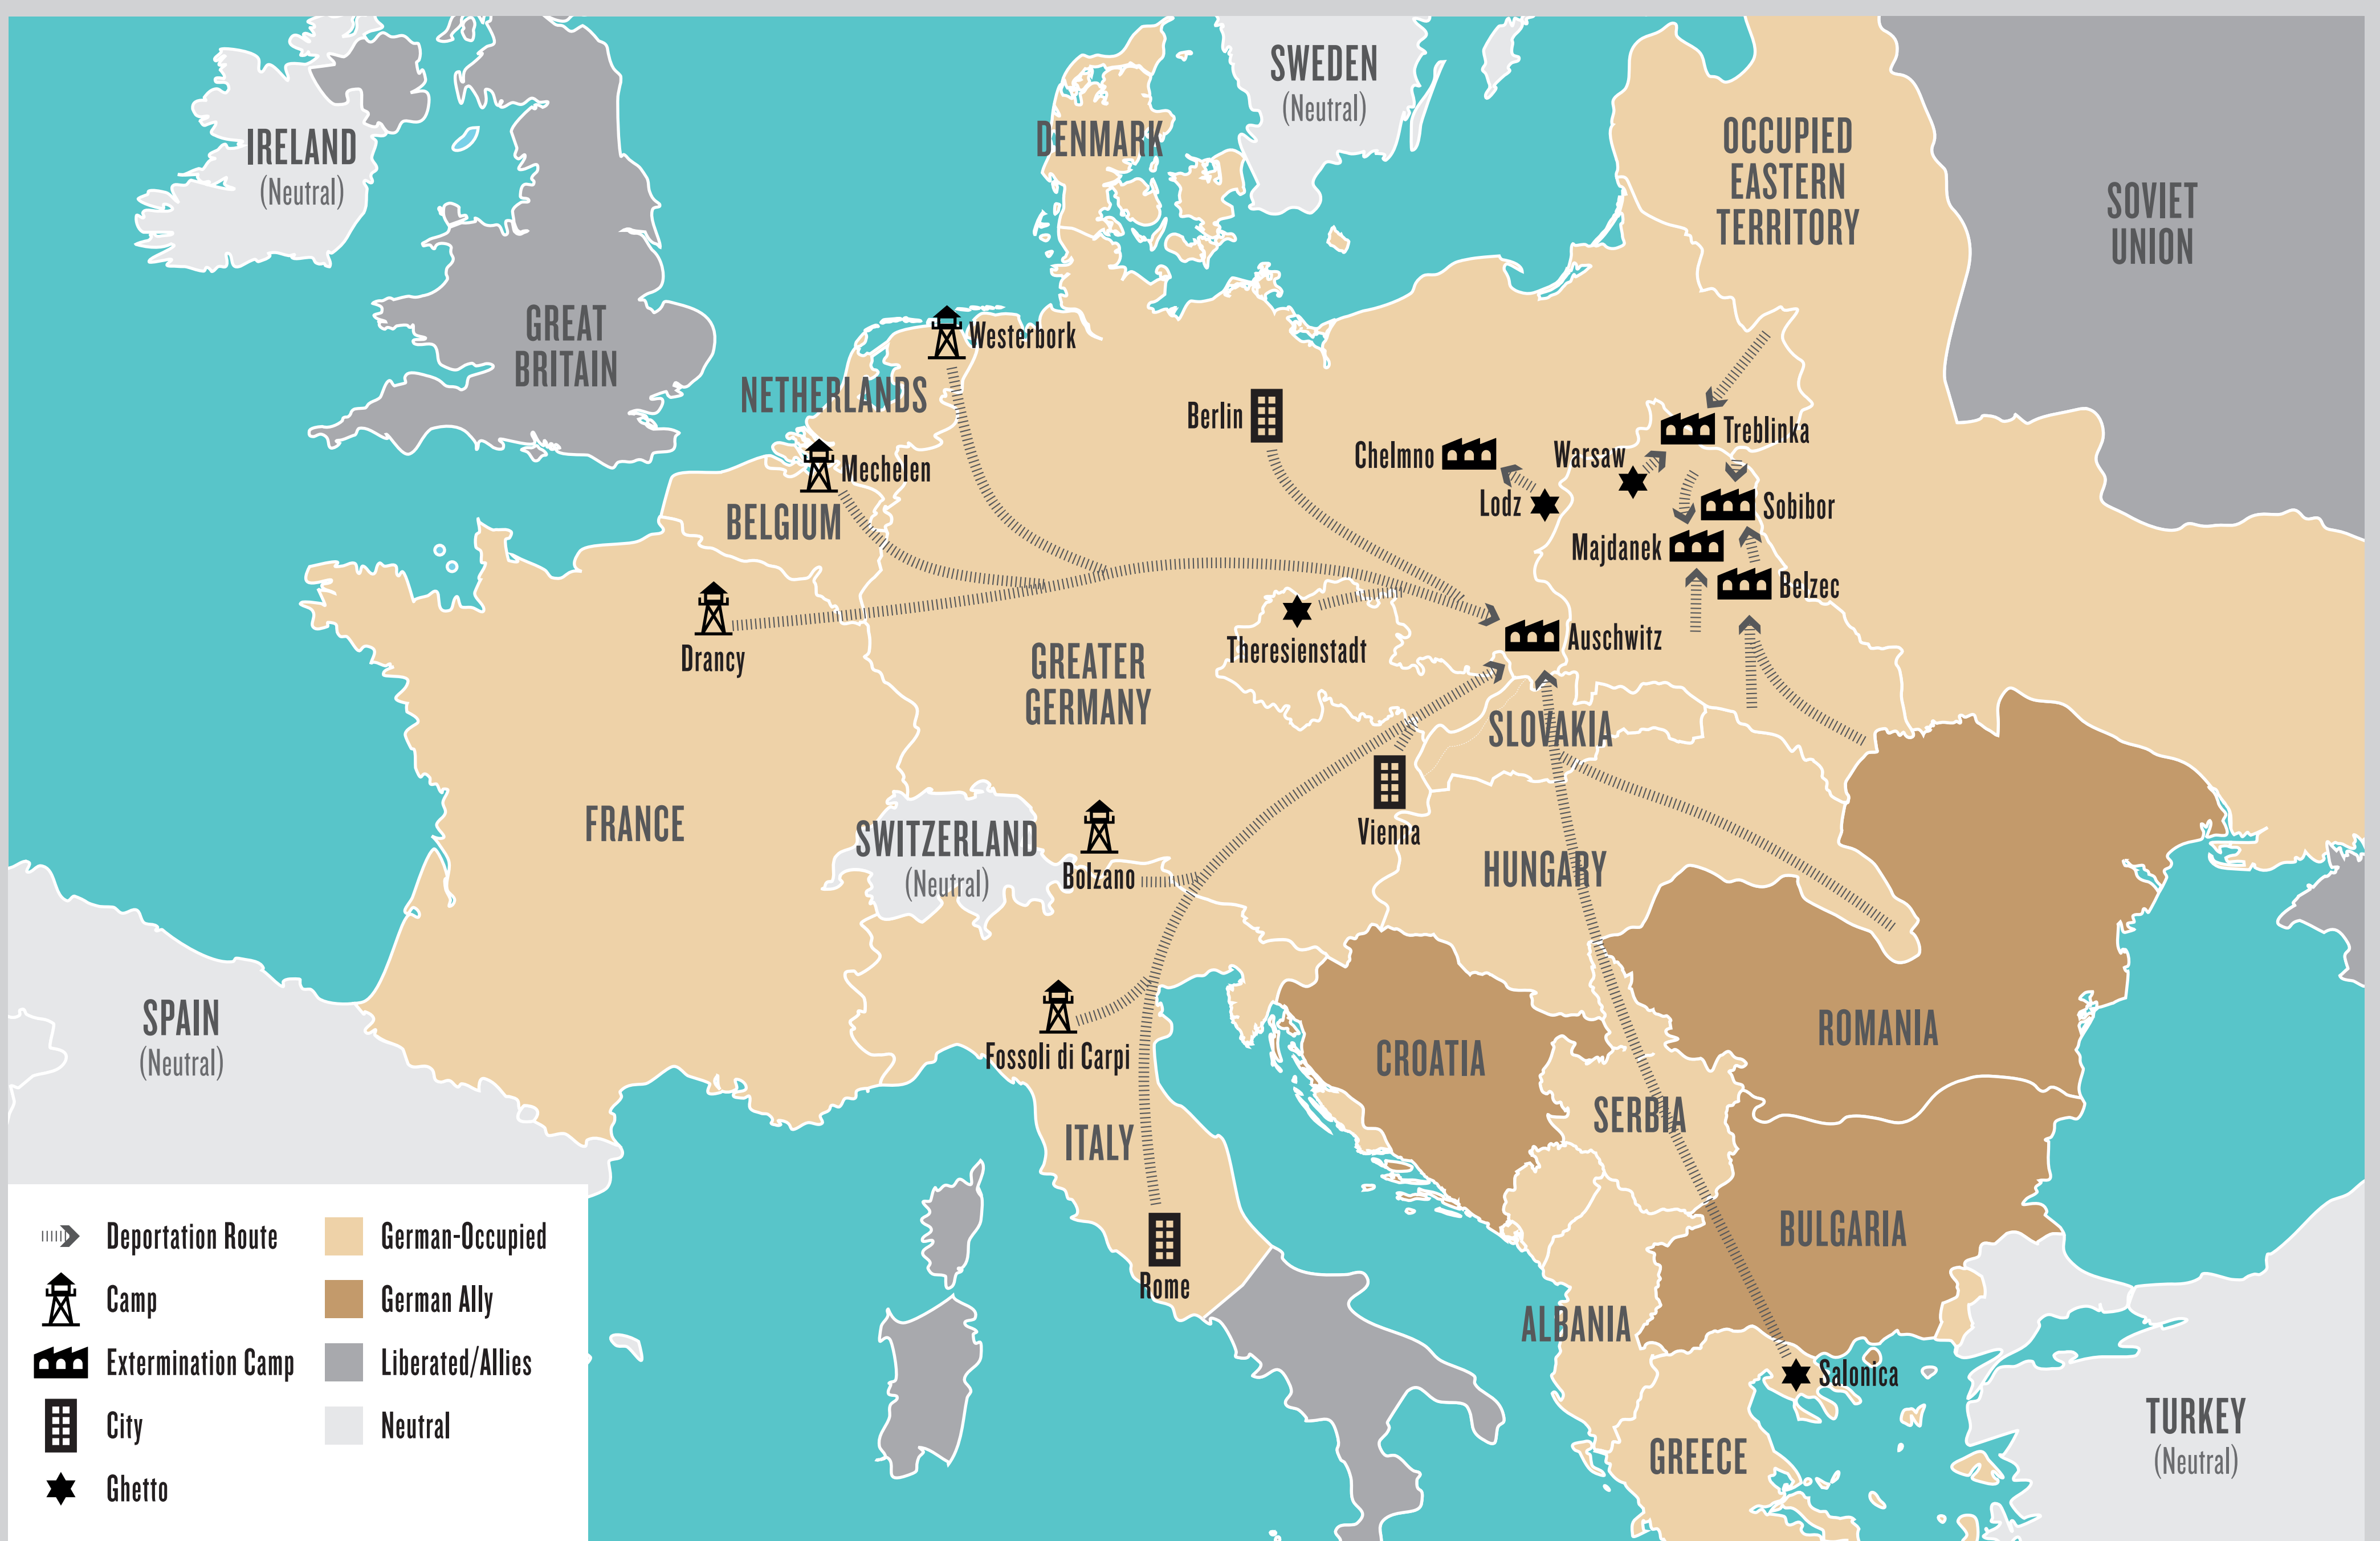 SWEDEN
(Neutral)
IRELAND
(Neutral)
DENMARK
OCCUPIED
EASTERN
TERRITORY
SOVIET
UNION
GREAT
BRITAIN
Westerbork
NETHERLANDS
Berlin
Treblinka
Chelmno
Warsaw
Mechelen
Lodz
Sobibor
BELGIUM
Majdanek
Belzec
Auschwitz
Theresienstadt
Drancy
GREATER
GERMANY
SLOVAKIA
FRANCE
SWITZERLAND
(Neutral)
Vienna
Bolzano
HUNGARY
SPAIN
(Neutral)
ROMANIA
Fossoli di Carpi
CROATIA
SERBIA
ITALY
BULGARIA
Rome
ALBANIA
Salonica
GREECE
TURKEY
(Neutral)
Deportation Route
Camp
Extermination Camp
City
Ghetto
German-Occupied
German Ally
Liberated/Allies
Neutral